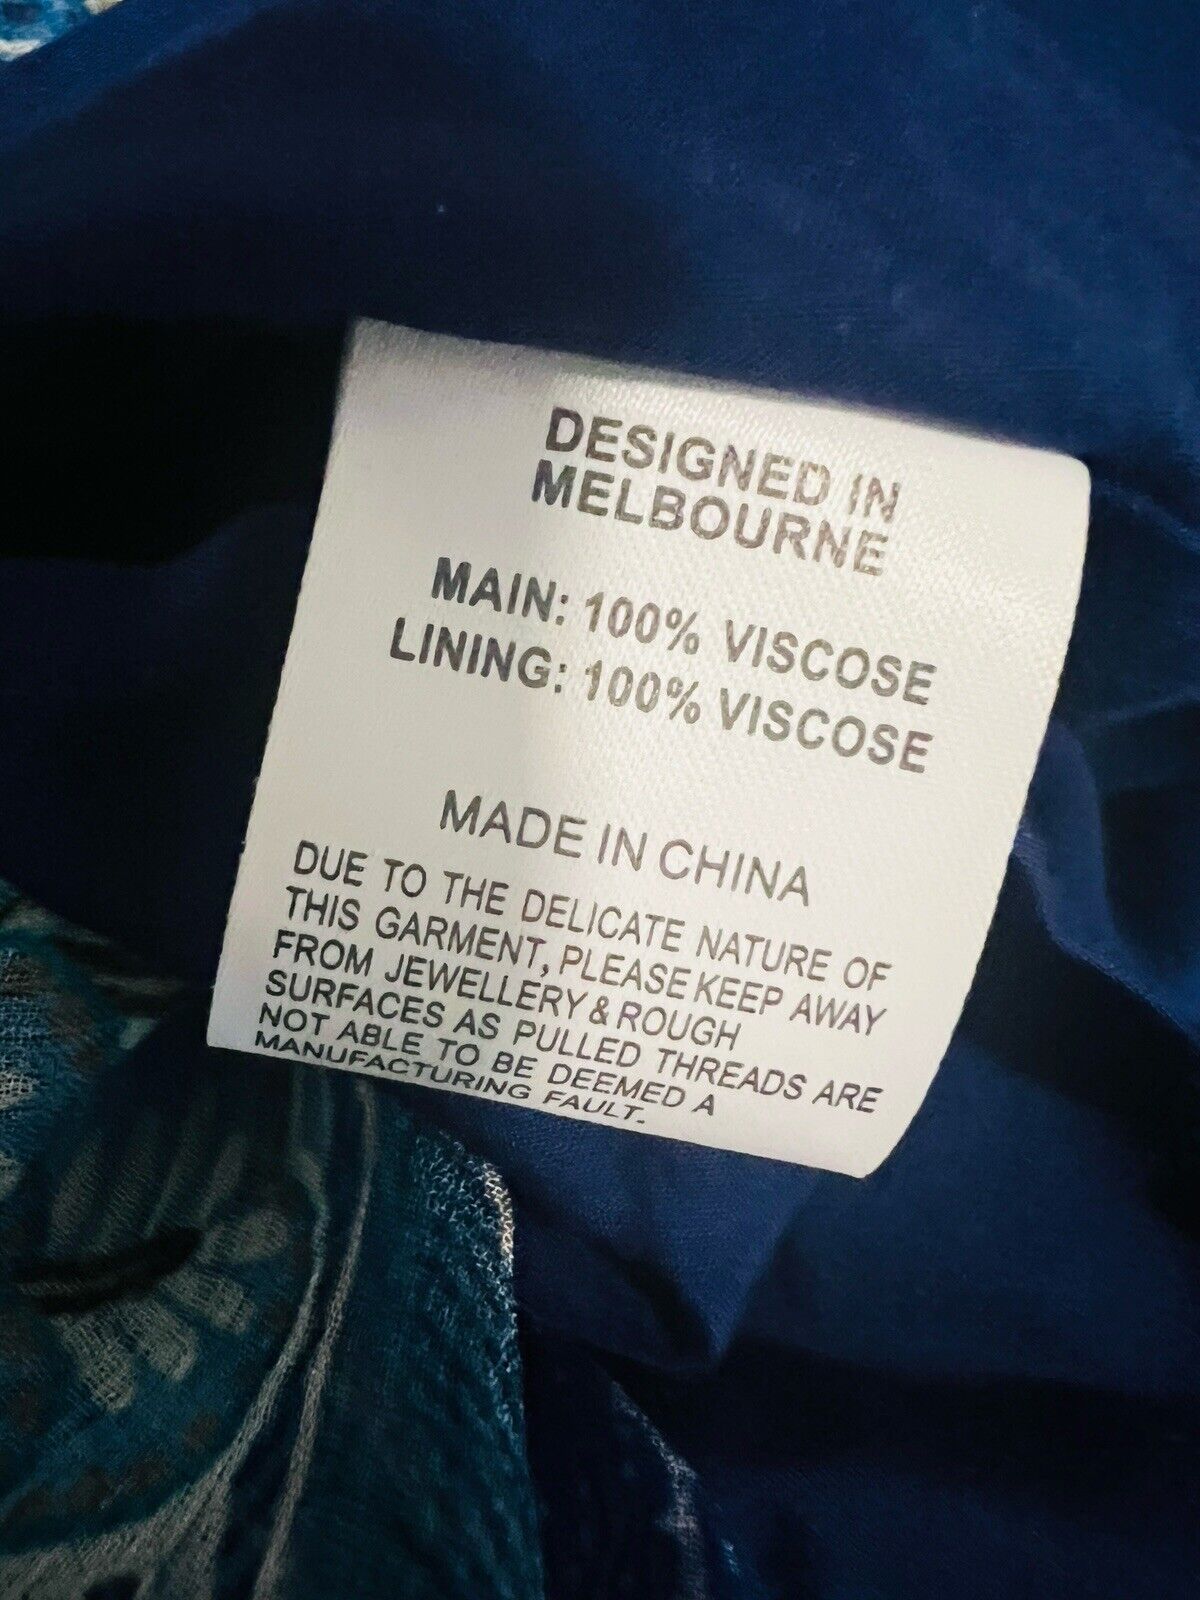 DESIGNED IN
MELBOURNE
MAIN: 100% VISCOSE
LINING: 100% VISCOSE
MADE IN CHINA
DUE TO THE DELICATE NATURE OF
THIS GARMENT, PLEASE KEEP AWAY
FROM JEWELLERY & ROUGH
SURFACES AS PULLED THREADS ARE
NOT ABLE TO BE DEEMED A
MANUFACTURING FAULT.